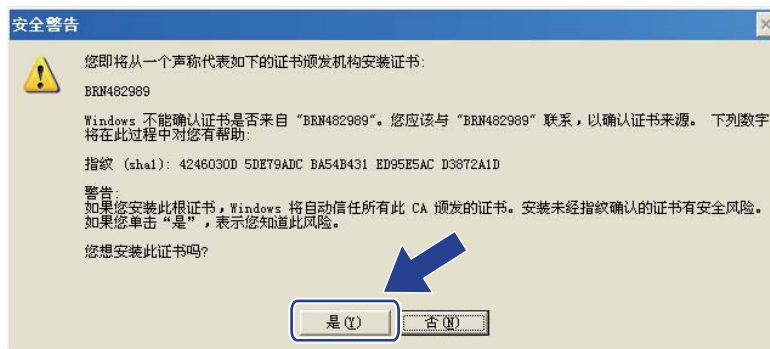 安全警告
您即将从一个声称代表如下的证书颁发机构安装证书:
BRN482989
Windows 不能确认证书是否来自 “BRN482989”。您应该与 “BRN482989” 联系，以确认证书来源。 下列数字
将在此过程中对您有帮助:
指纹 (sha1): 4246030D 5DE79ADC BA54B431 ED95E5AC D3872A1D
警告:
如果您安装此根证书，Windows 将自动信任所有此 CA 颁发的证书。安装未经指纹确认的证书有安全风险。
如果您单击“是”，表示您知道此风险。
您想安装此证书吗?
是(Y) 否(N)